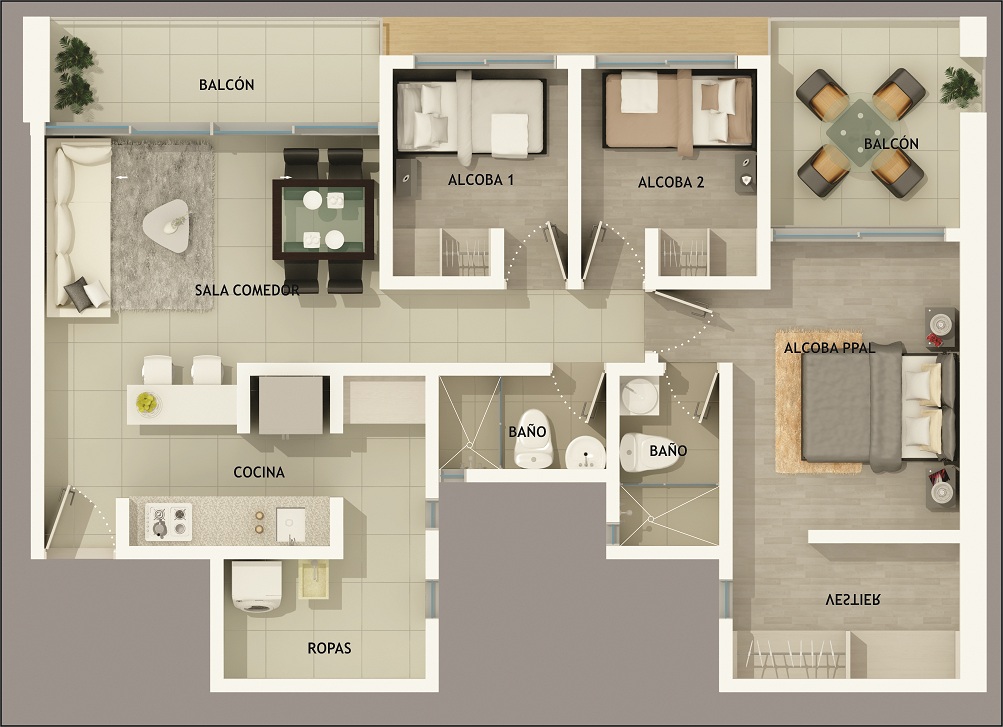 BALCÓN
ALCOBA 1
ALCOBA 2
BALCÓN
SALA COMEDOR
ALCOBA PPAL
BAÑO
BAÑO
COCINA
VESTIER
ROPAS